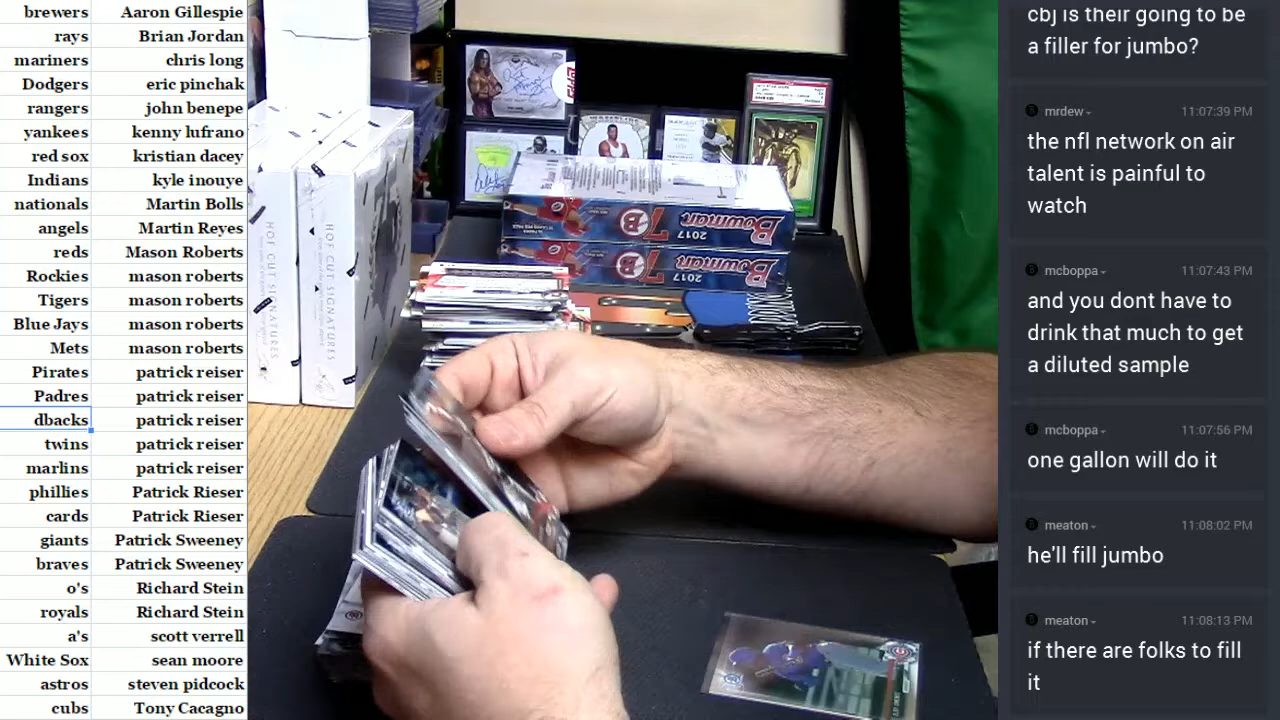 brewers Aaron Gillespie
rays Brian Jordan
mariners chris long
Dodgers eric pinchak
rangers john benepe
yankees kenny lufrano
red sox kristian dacey
Indians kyle inouye
nationals Martin Bolls
angels Martin Reyes
reds Mason Roberts
Rockies mason roberts
Tigers mason roberts
Blue Jays mason roberts
Mets mason roberts
Pirates patrick reiser
Padres patrick reiser
dbacks patrick reiser
twins patrick reiser
marlins patrick reiser
phillies Patrick Rieser
cards Patrick Rieser
giants Patrick Sweeney
braves Patrick Sweeney
o's Richard Stein
royals Richard Stein
a's scott verrell
White Sox sean moore
astros steven pidcock
cubs Tony Cacagno
HOF CUT SIGNATURES
HOF CUT SIGNATURES
2017 Bowman
2017 Bowman
cbj is their going to be
a filler for jumbo?
mrdew 11:07:39 PM
the nfl network on air
talent is painful to
watch
mcboppa 11:07:43 PM
and you dont have to
drink that much to get
a diluted sample
mcboppa 11:07:56 PM
one gallon will do it
meaton 11:08:02 PM
he'll fill jumbo
meaton 11:08:13 PM
if there are folks to fill
it